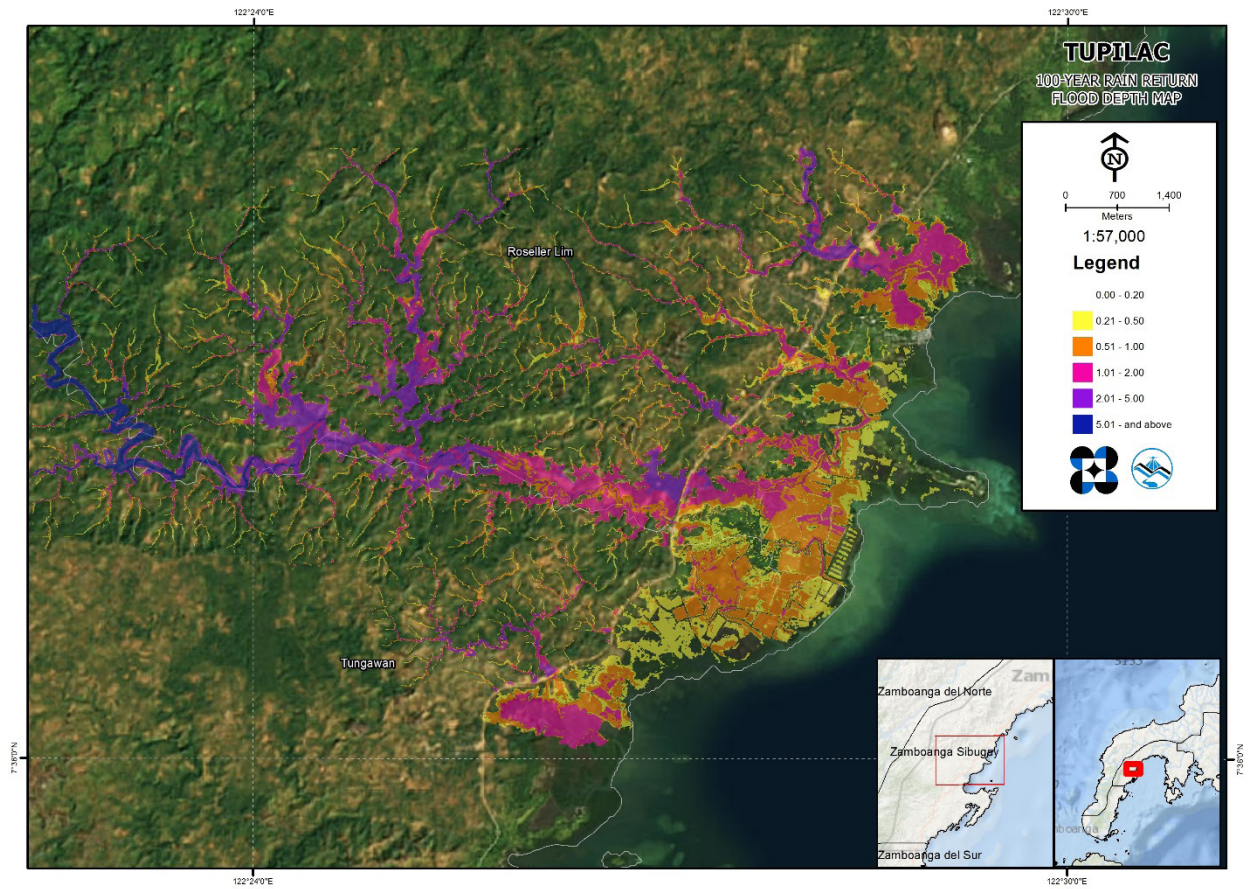 122°24'0"E
122°30'0"E
TUPILAC
100-YEAR RAIN RETURN
FLOOD DEPTH MAP
N
0 700 1,400
Meters
1:57,000
Legend
0.00 - 0.20
0.21 - 0.50
0.51 - 1.00
1.01 - 2.00
2.01 - 5.00
5.01 - and above
Roseller Lim
Tungawan
7°36'0"N
7°36'0"N
Zam
Zamboanga del Norte
Zamboanga Sibugay
Zamboanga del Sur
122°24'0"E
122°30'0"E